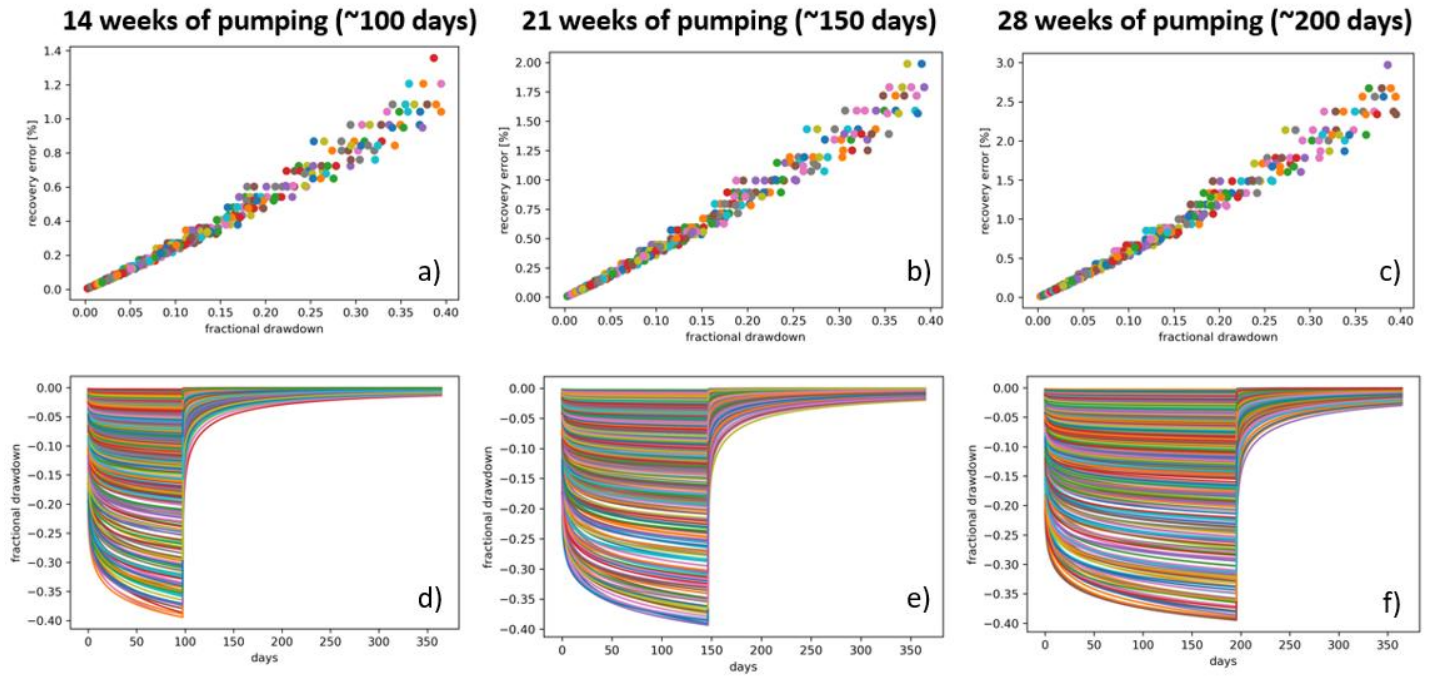 14 weeks of pumping (~100 days)
21 weeks of pumping (~150 days)
28 weeks of pumping (~200 days)
recovery error [%]
1.4
1.2
1.0
0.8
0.6
0.4
0.2
0.0
a)
0.00 0.05 0.10 0.15 0.20 0.25 0.30 0.35 0.40
fractional drawdown
recovery error [%]
2.00
1.75
1.50
1.25
1.00
0.75
0.50
0.25
0.00
b)
0.00 0.05 0.10 0.15 0.20 0.25 0.30 0.35 0.40
fractional drawdown
recovery error [%]
3.0
2.5
2.0
1.5
1.0
0.5
0.0
c)
0.00 0.05 0.10 0.15 0.20 0.25 0.30 0.35 0.40
fractional drawdown
fractional drawdown
0.00
−0.05
−0.10
−0.15
−0.20
−0.25
−0.30
−0.35
−0.40
d)
0 50 100 150 200 250 300 350
days
fractional drawdown
0.00
−0.05
−0.10
−0.15
−0.20
−0.25
−0.30
−0.35
−0.40
e)
0 50 100 150 200 250 300 350
days
fractional drawdown
0.00
−0.05
−0.10
−0.15
−0.20
−0.25
−0.30
−0.35
−0.40
f)
0 50 100 150 200 250 300 350
days